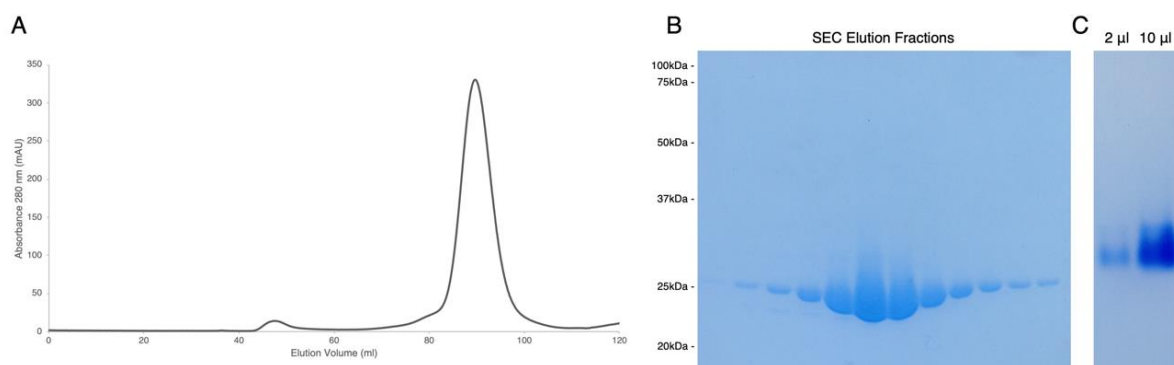 A
350
300
250
200
150
100
50
0
Absorbance 280 nm (mAU)
0 20 40 60 80 100 120
Elution Volume (ml)
B
SEC Elution Fractions
100kDa -
75kDa -
50kDa -
37kDa -
25kDa -
20kDa -
C
2 µl 10 µl